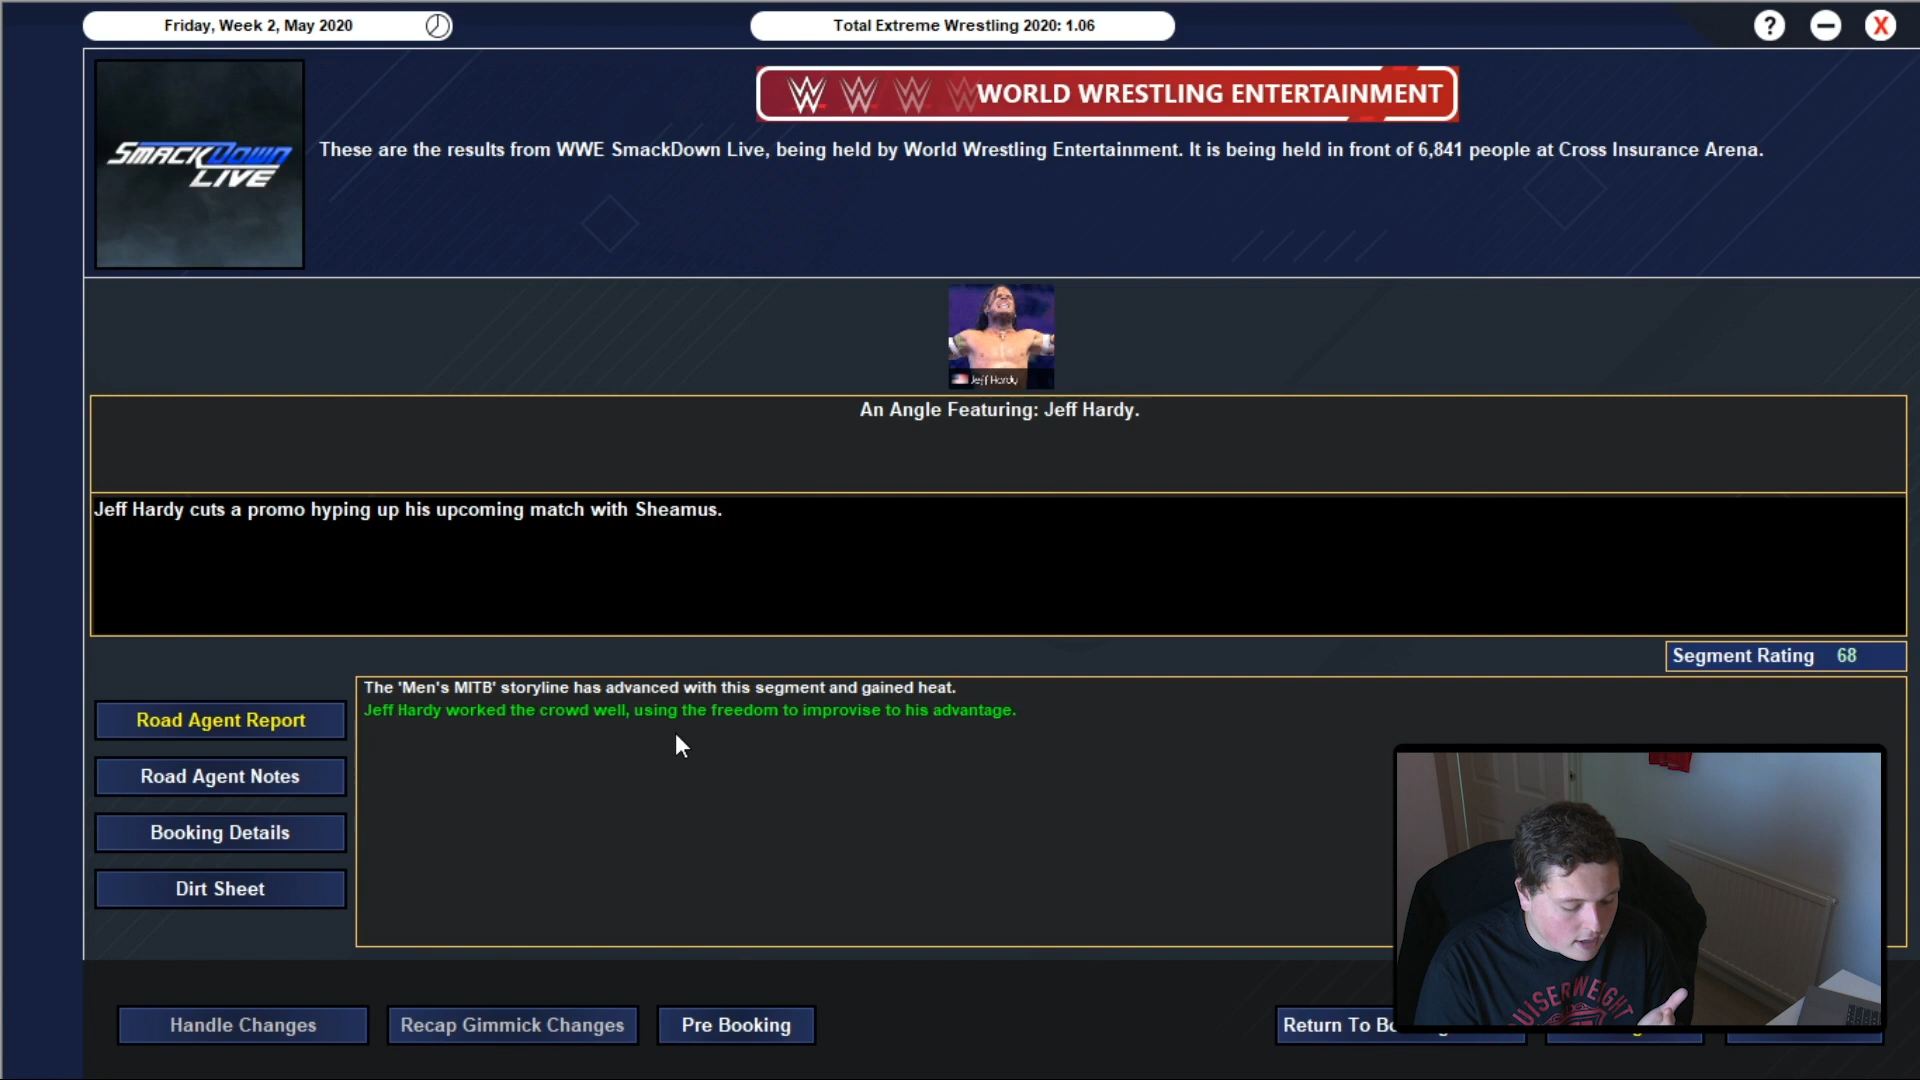 Friday, Week 2, May 2020
Total Extreme Wrestling 2020: 1.06
?
X
SMACKDOWN
LIVE
WORLD WRESTLING ENTERTAINMENT
These are the results from WWE SmackDown Live, being held by World Wrestling Entertainment. It is being held in front of 6,841 people at Cross Insurance Arena.
Jeff Hardy
An Angle Featuring: Jeff Hardy.
Jeff Hardy cuts a promo hyping up his upcoming match with Sheamus.
Segment Rating 68
The 'Men's MITB' storyline has advanced with this segment and gained heat.
Jeff Hardy worked the crowd well, using the freedom to improvise to his advantage.
Road Agent Report
Road Agent Notes
Booking Details
Dirt Sheet
Handle Changes
Recap Gimmick Changes
Pre Booking
Return To